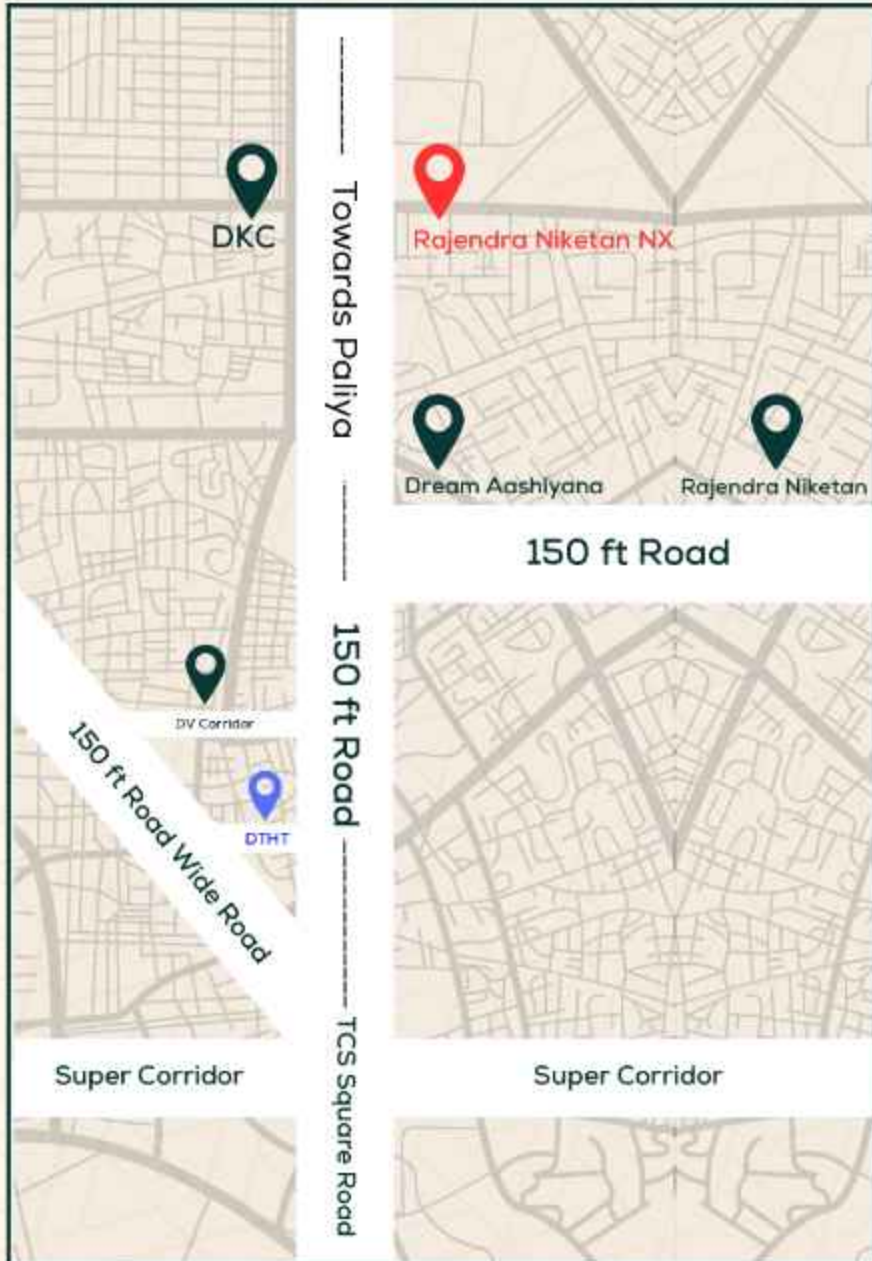 DKC
Towards Paliya
Rajendra Niketan NX
Dream Aashiyana
Rajendra Niketan
150 ft Road
150 ft Road
DV Corridor
150 ft Road Wide Road
DTHT
TCS Square Road
Super Corridor
Super Corridor